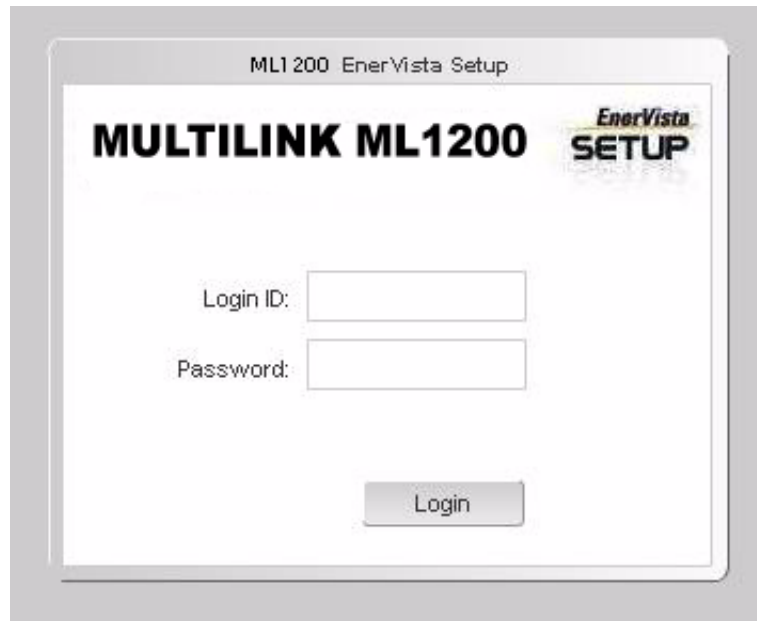 ML1200 EnerVista Setup
MULTILINK ML1200
EnerVista
SETUP
Login ID:
Password:
Login